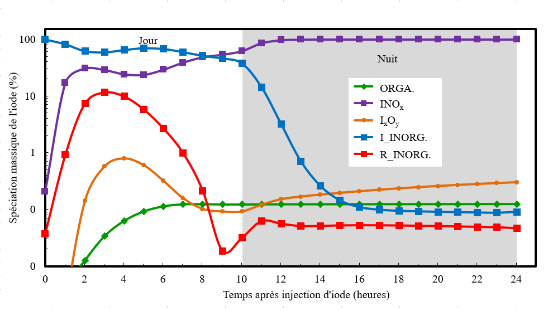 Jour
Nuit
100
10
1
0
0
Spéciation massique de l'iode (%)
ORGA.
INOx
IxOy
I_INORG.
R_INORG.
0 2 4 6 8 10 12 14 16 18 20 22 24
Temps après injection d'iode (heures)